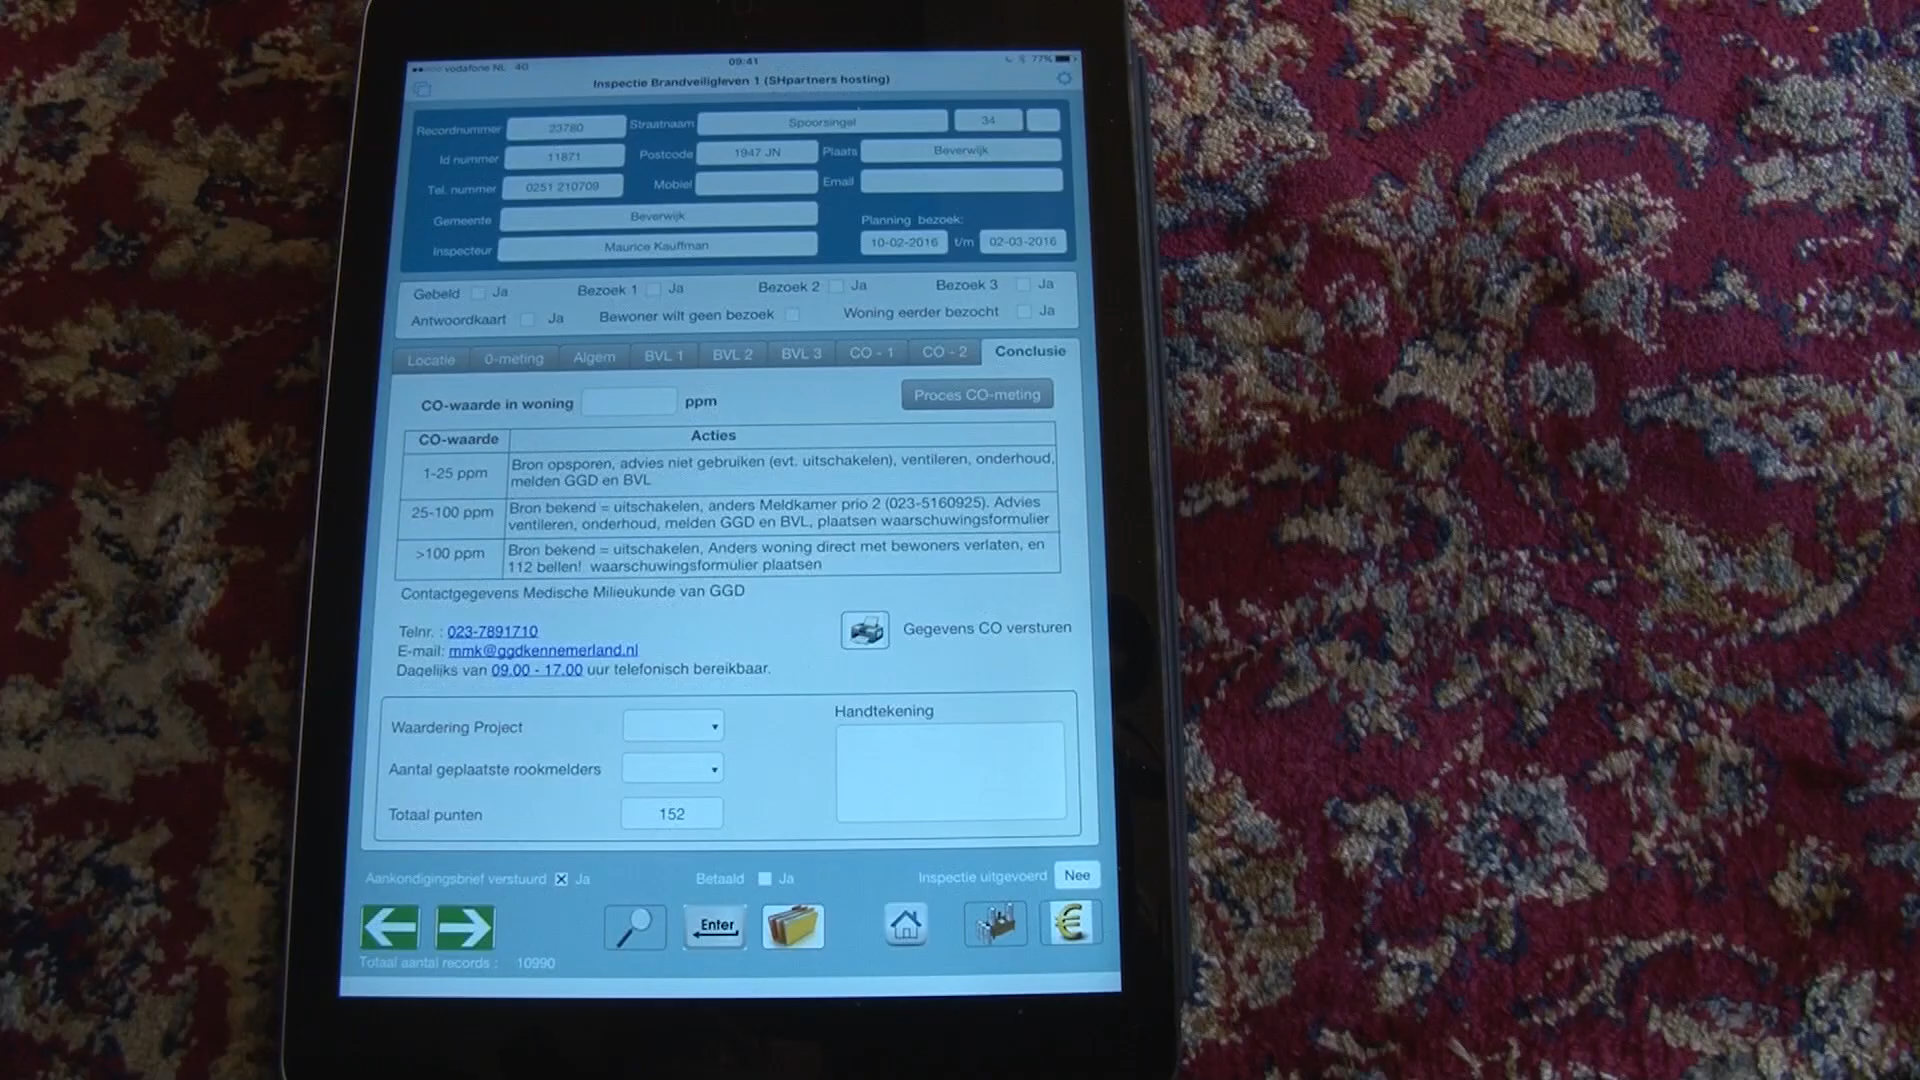 vodafone NL 4G 09:41 77%
Inspectie Brandveiligleven 1 (SHpartners hosting)
Recordnummer 23780 Straatnaam Spoorsingel 34
Id nummer 11871 Postcode 1947 JN Plaats Beverwijk
Tel. nummer 0251 210709 Mobiel Email
Gemeente Beverwijk Planning bezoek:
Inspecteur Maurice Kauffman 10-02-2016 t/m 02-03-2016
Gebeld Ja Bezoek 1 Ja Bezoek 2 Ja Bezoek 3 Ja
Antwoordkaart Ja Bewoner wilt geen bezoek Woning eerder bezocht Ja
Locatie 0-meting Algem BVL 1 BVL 2 BVL 3 CO - 1 CO - 2 Conclusie
CO-waarde in woning ppm Proces CO-meting
CO-waarde Acties
1-25 ppm Bron opsporen, advies niet gebruiken (evt. uitschakelen), ventileren, onderhoud,
melden GGD en BVL
25-100 ppm Bron bekend = uitschakelen, anders Meldkamer prio 2 (023-5160925). Advies
ventileren, onderhoud, melden GGD en BVL, plaatsen waarschuwingsformulier
>100 ppm Bron bekend = uitschakelen, Anders woning direct met bewoners verlaten, en
112 bellen! waarschuwingsformulier plaatsen
Contactgegevens Medische Milieukunde van GGD
Telnr. : 023-7891710 Gegevens CO versturen
E-mail: mmk@ggdkennemerland.nl
Dagelijks van 09.00 - 17.00 uur telefonisch bereikbaar.
Waardering Project Handtekening
Aantal geplaatste rookmelders
Totaal punten 152
Aankondigingsbrief verstuurd Ja Betaald Ja Inspectie uitgevoerd Nee
Enter
Totaal aantal records : 10990